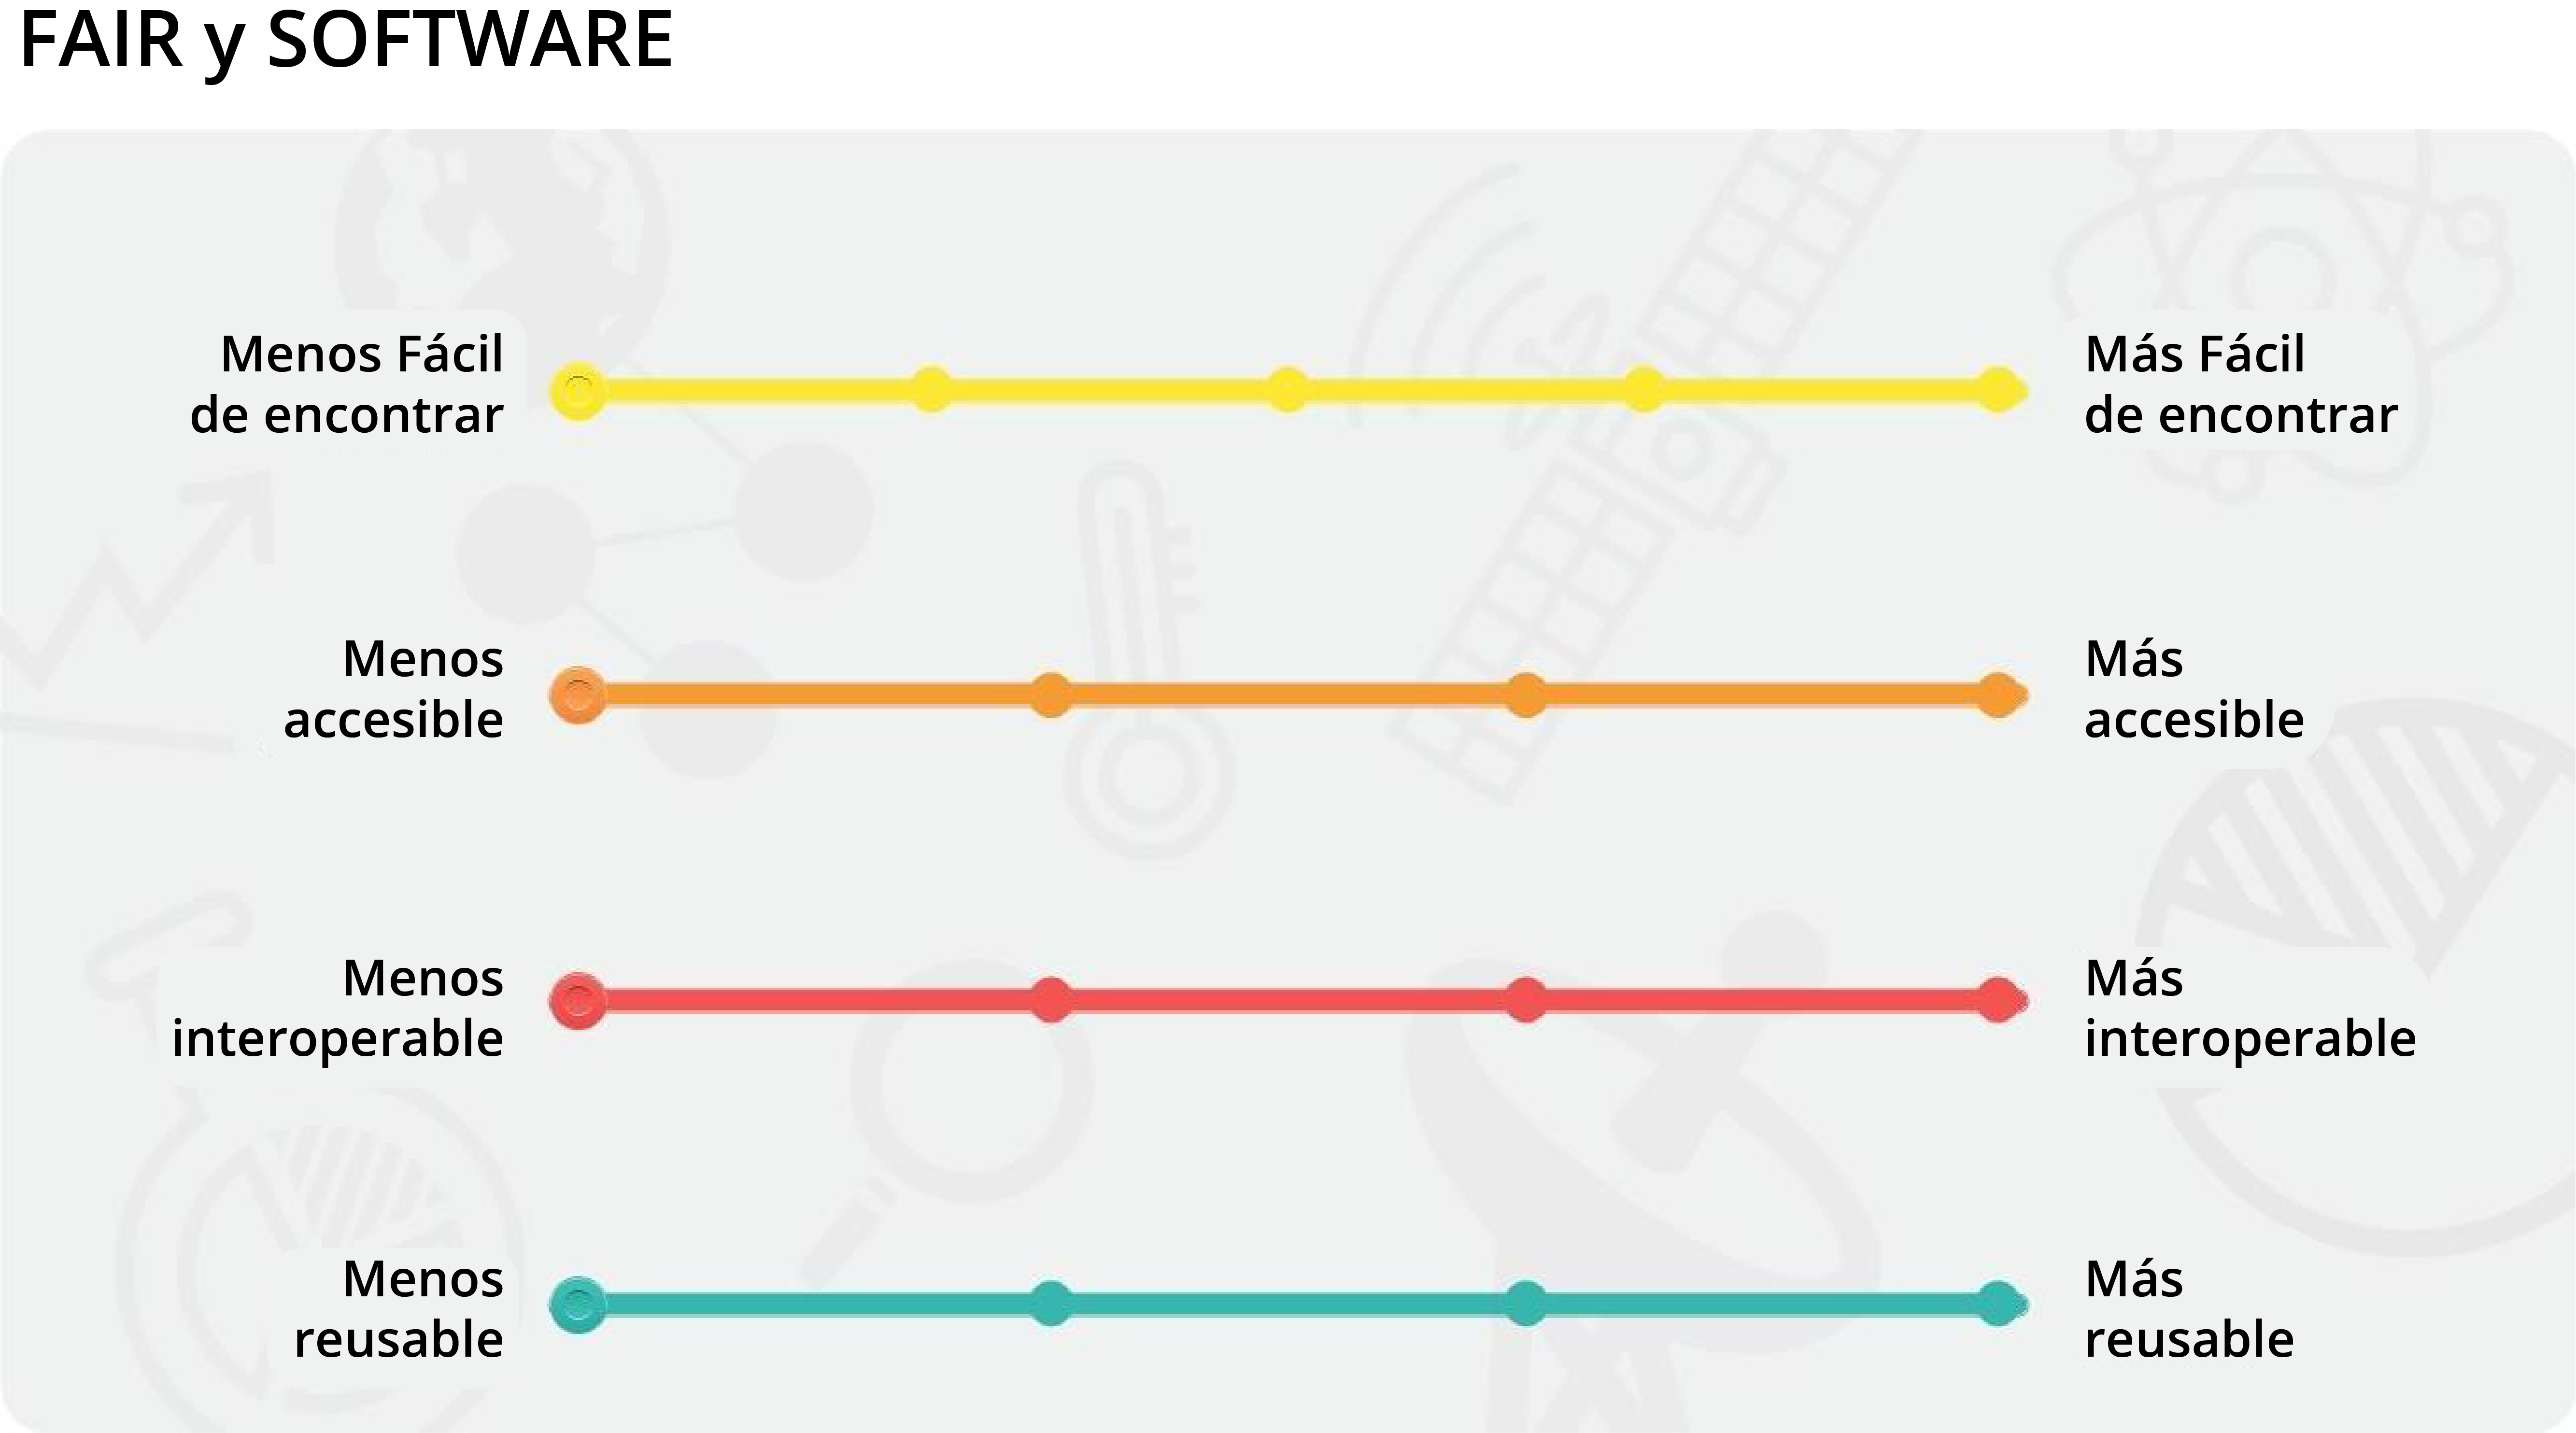 FAIR y SOFTWARE
Menos Fácil
de encontrar
Más Fácil
de encontrar
Menos
accesible
Más
accesible
Menos
interoperable
Más
interoperable
Menos
reusable
Más
reusable